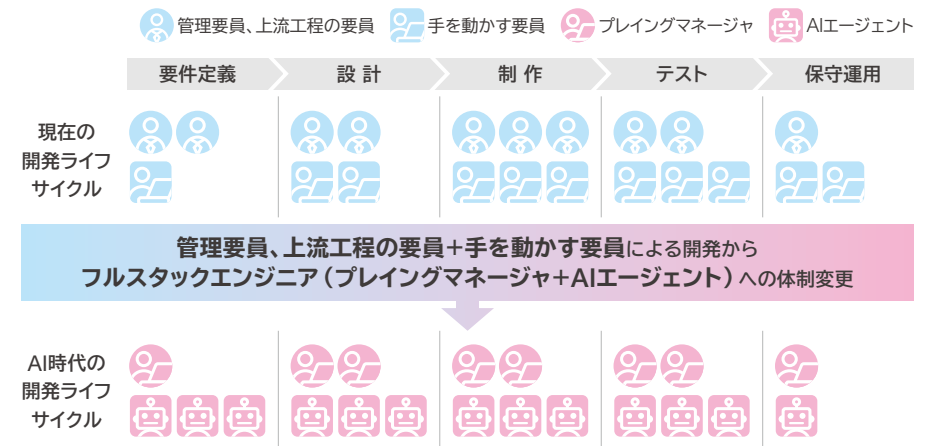 管理要員、上流工程の要員 手を動かす要員 プレイングマネージャ AIエージェント
要件定義 設 計 制 作 テスト 保守運用
現在の
開発ライフ
サイクル
管理要員、上流工程の要員＋手を動かす要員による開発から
フルスタックエンジニア（プレイングマネージャ＋AIエージェント）への体制変更
AI時代の
開発ライフ
サイクル